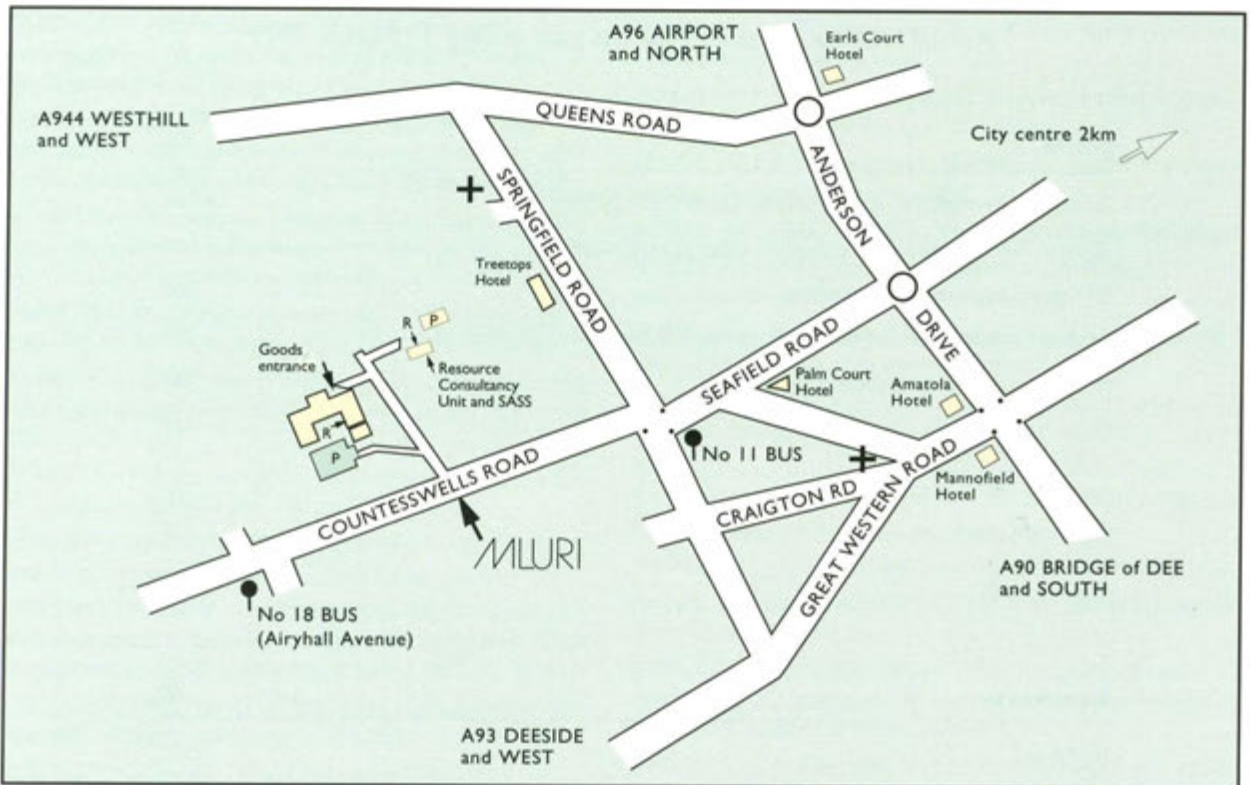 A96 AIRPORT
and NORTH
Earls Court
Hotel
A944 WESTHILL
and WEST
QUEENS ROAD
City centre 2km
ANDERSON
DRIVE
SPRINGFIELD ROAD
Treetops
Hotel
R
P
Goods
entrance
Resource
Consultancy
Unit and SASS
SEAFIELD ROAD
Palm Court
Hotel
Amatola
Hotel
R
P
No 11 BUS
Mannofield
Hotel
COUNTESSWELLS ROAD
CRAIGTON RD
GREAT WESTERN ROAD
MLURI
A90 BRIDGE of DEE
and SOUTH
No 18 BUS
(Airyhall Avenue)
A93 DEESIDE
and WEST